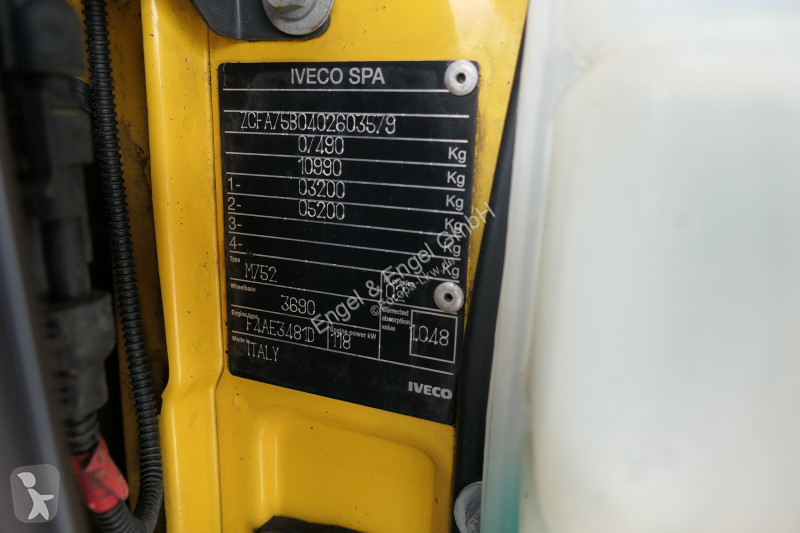 IVECO SPA
ZCFA75B0402603579
07490 Kg
10990 Kg
1- 03200 Kg
2- 05200 Kg
3- Kg
4- Kg
Type M752
Wheelbase 3690
Engine type F4AE3481D
Engine power kW 118
Corrected absorption value 1.048
Made in ITALY
IVECO
Engel & Engel GmbH